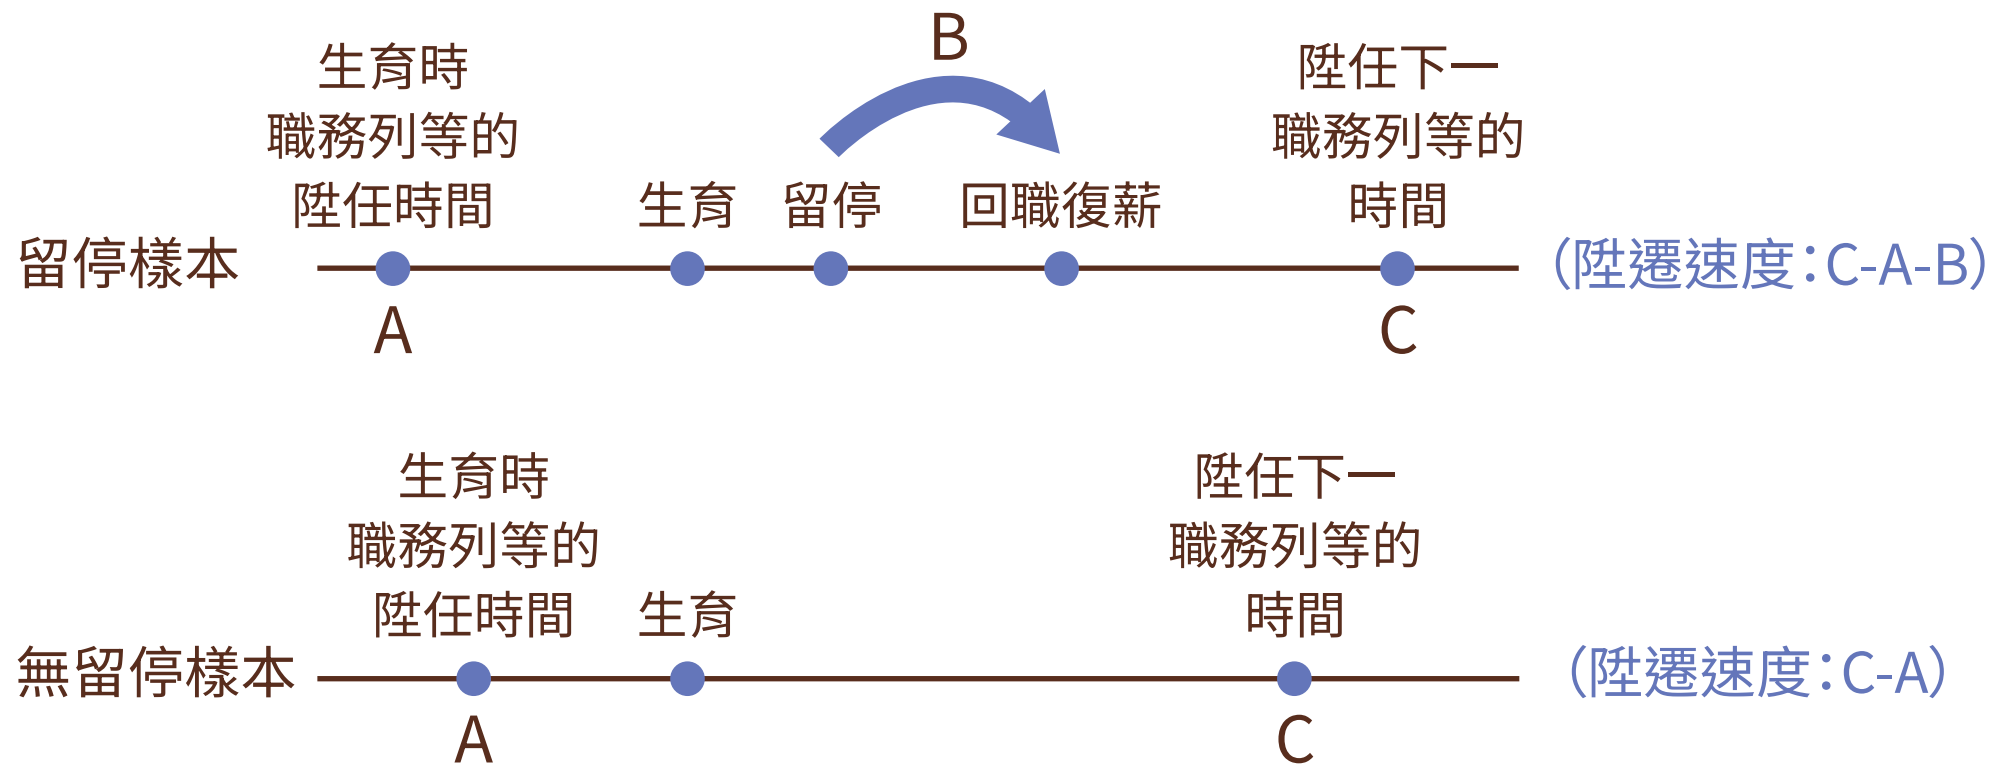 B
生育時
職務列等的
陞任時間
生育
留停
回職復薪
陞任下一
職務列等的
時間
留停樣本
（陞遷速度：C-A-B）
A
C
生育時
職務列等的
陞任時間
生育
陞任下一
職務列等的
時間
無留停樣本
（陞遷速度：C-A）
A
C